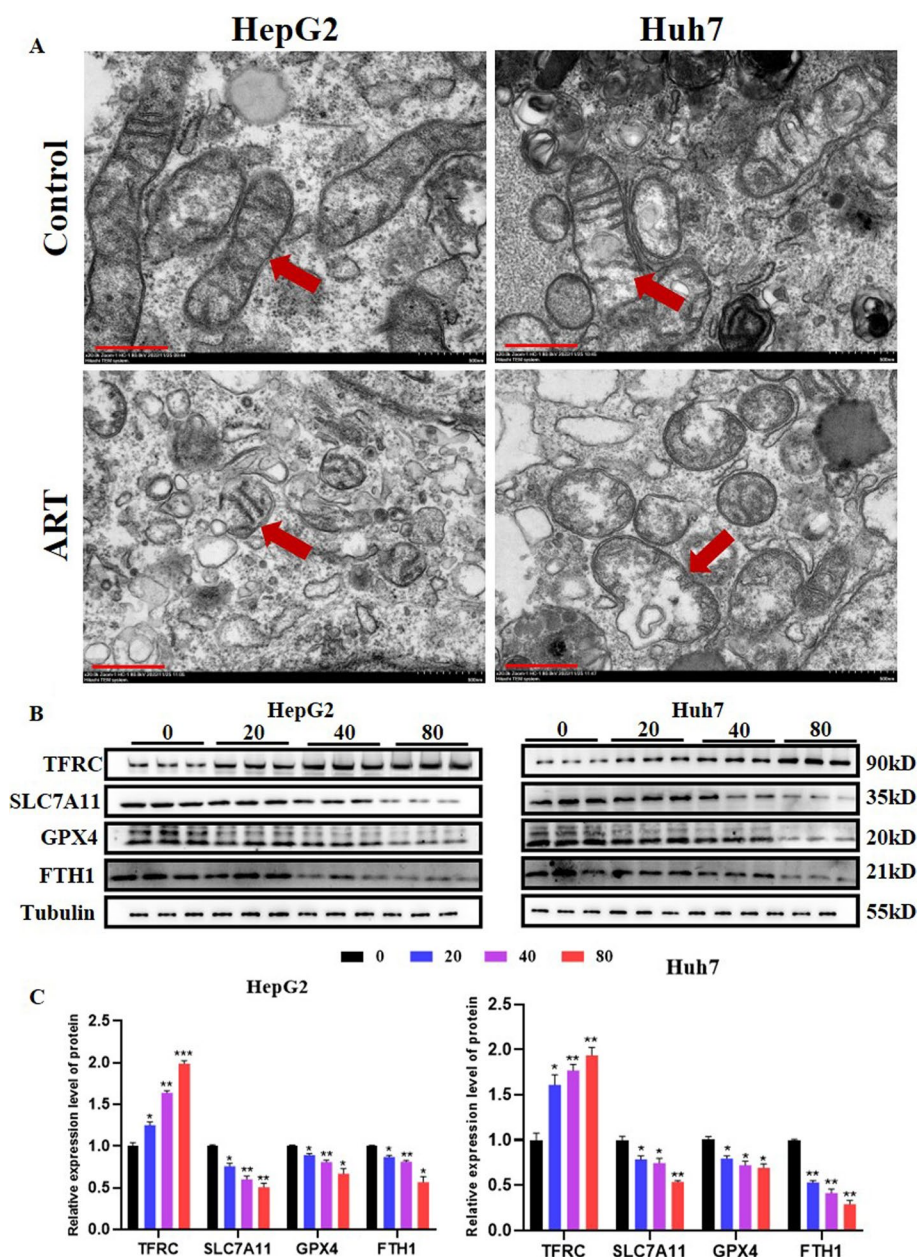 HepG2 Huh7
A
Control
ART
B
HepG2
0 20 40 80
TFRC
SLC7A11
GPX4
FTH1
Tubulin
Huh7
0 20 40 80
90kD
35kD
20kD
21kD
55kD
0 20 40 80
C
HepG2
Relative expression level of protein
2.5
2.0
1.5
1.0
0.5
0.0
* ** ***
* ** **
* ** *
* ** *
TFRC SLC7A11 GPX4 FTH1
Huh7
Relative expression level of protein
2.5
2.0
1.5
1.0
0.5
0.0
* ** **
* * **
* * *
** ** **
TFRC SLC7A11 GPX4 FTH1